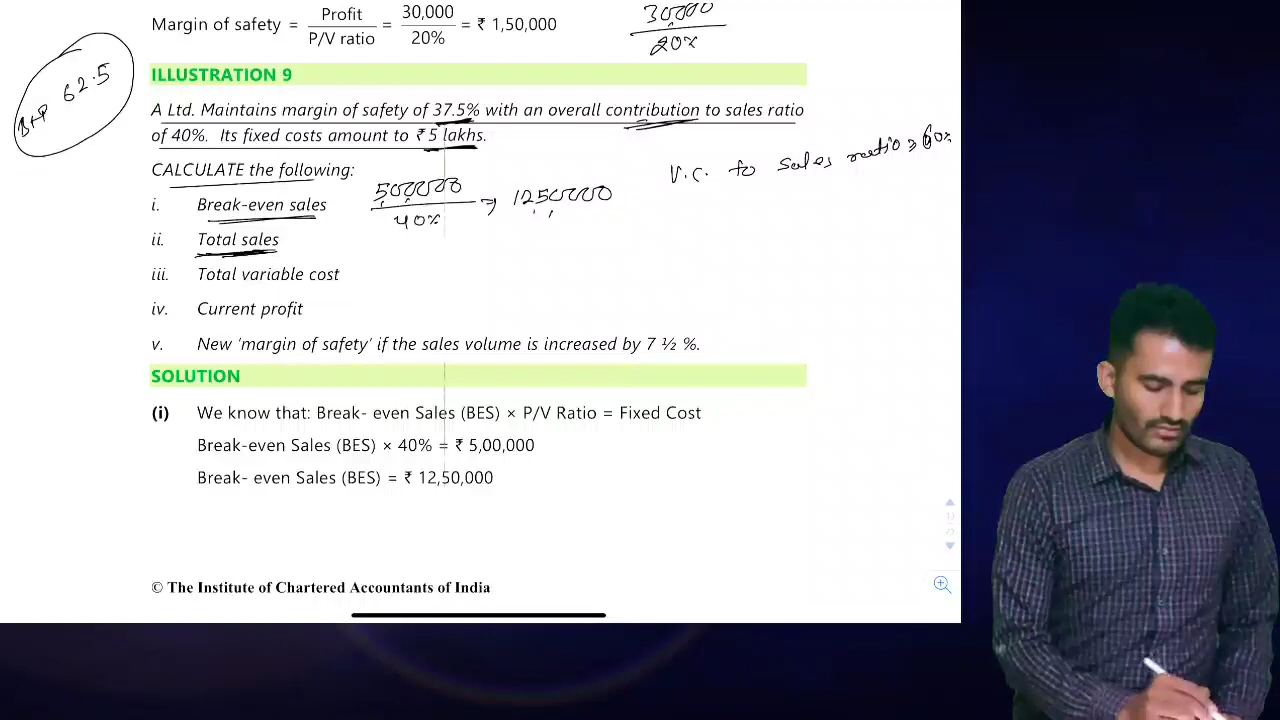 Margin of safety = Profit / P/V ratio = 30,000 / 20% = ₹ 1,50,000
30,000 / 20%
BEP 62.5
ILLUSTRATION 9
A Ltd. Maintains margin of safety of 37.5% with an overall contribution to sales ratio
of 40%. Its fixed costs amount to ₹ 5 lakhs.
V.C. to sales ratio 60%
CALCULATE the following:
i. Break-even sales
500000 / 40% → 1250000
ii. Total sales
iii. Total variable cost
iv. Current profit
v. New ‘margin of safety’ if the sales volume is increased by 7 ½ %.
SOLUTION
(i) We know that: Break- even Sales (BES) × P/V Ratio = Fixed Cost
Break-even Sales (BES) × 40% = ₹ 5,00,000
Break- even Sales (BES) = ₹ 12,50,000
© The Institute of Chartered Accountants of India